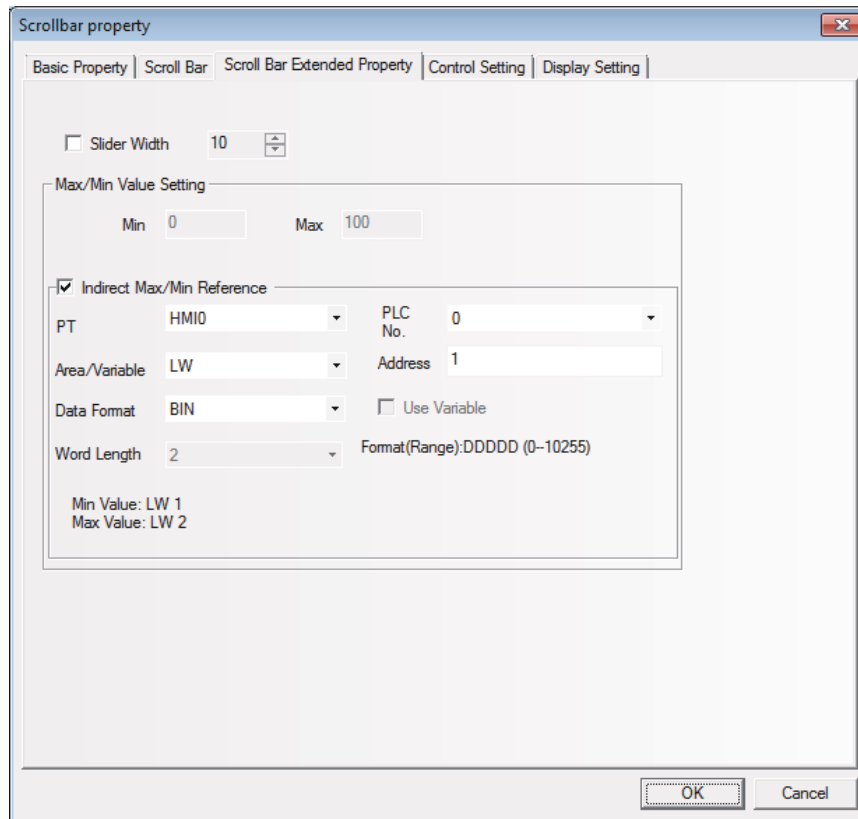 Scrollbar property
Basic Property Scroll Bar Scroll Bar Extended Property Control Setting Display Setting
Slider Width 10
Max/Min Value Setting
Min 0 Max 100
Indirect Max/Min Reference
PT HMI0 PLC No. 0
Area/Variable LW Address 1
Data Format BIN Use Variable
Word Length 2 Format(Range):DDDDD (0--10255)
Min Value: LW 1
Max Value: LW 2
OK Cancel